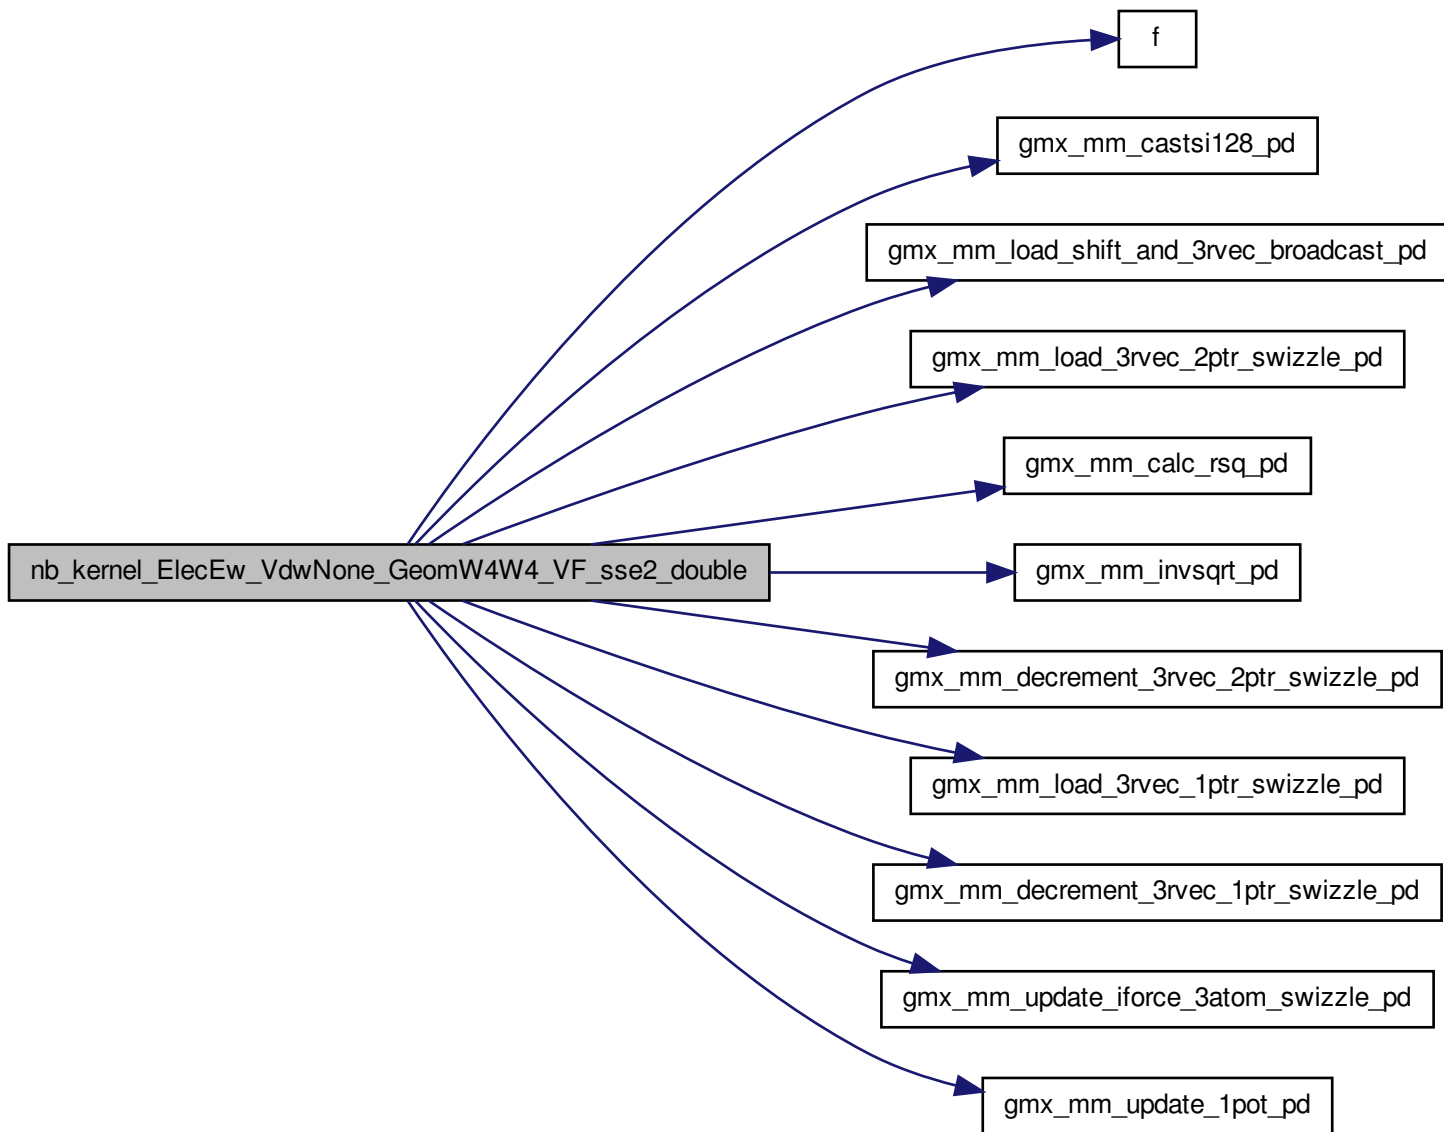 f
gmx_mm_castsi128_pd
gmx_mm_load_shift_and_3rvec_broadcast_pd
gmx_mm_load_3rvec_2ptr_swizzle_pd
gmx_mm_calc_rsq_pd
nb_kernel_ElecEw_VdwNone_GeomW4W4_VF_sse2_double
gmx_mm_invsqrt_pd
gmx_mm_decrement_3rvec_2ptr_swizzle_pd
gmx_mm_load_3rvec_1ptr_swizzle_pd
gmx_mm_decrement_3rvec_1ptr_swizzle_pd
gmx_mm_update_iforce_3atom_swizzle_pd
gmx_mm_update_1pot_pd